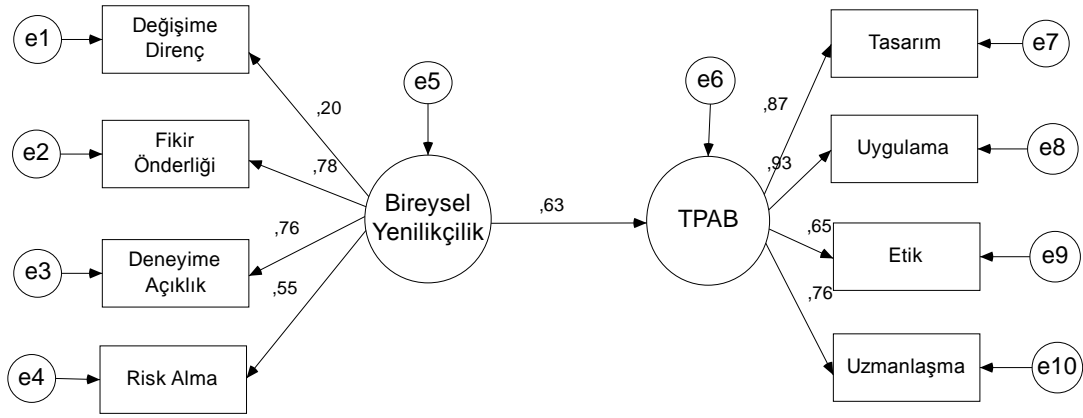 e1
Değişime
Direnç
e2
Fikir
Önderliği
e3
Deneyime
Açıklık
e4
Risk Alma
,20
,78
,76
,55
e5
Bireysel
Yenilikçilik
,63
e6
TPAB
,87
,93
,65
,76
Tasarım
e7
Uygulama
e8
Etik
e9
Uzmanlaşma
e10